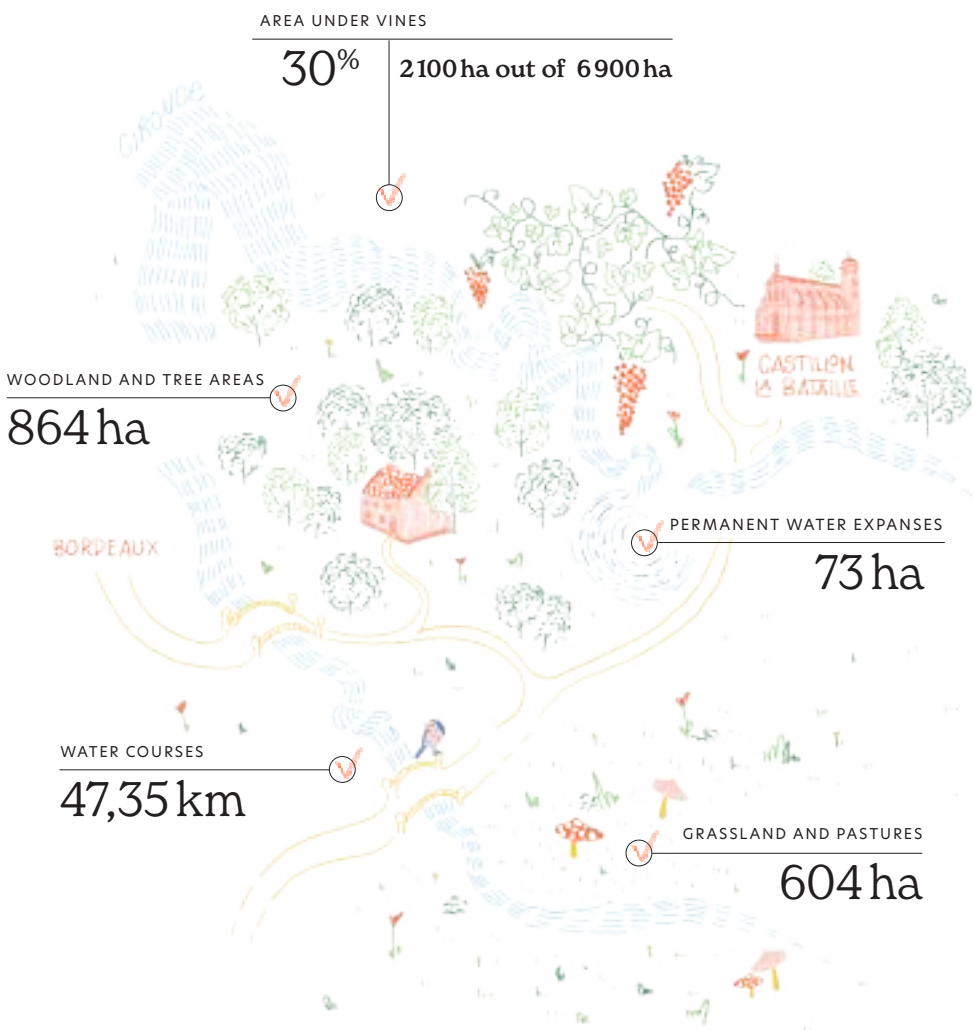 AREA UNDER VINES
30% 2100 ha out of 6900 ha
GIRONDE
CASTILLON
LA BATAILLE
WOODLAND AND TREE AREAS
864 ha
PERMANENT WATER EXPANSES
73 ha
BORDEAUX
WATER COURSES
47,35 km
GRASSLAND AND PASTURES
604 ha